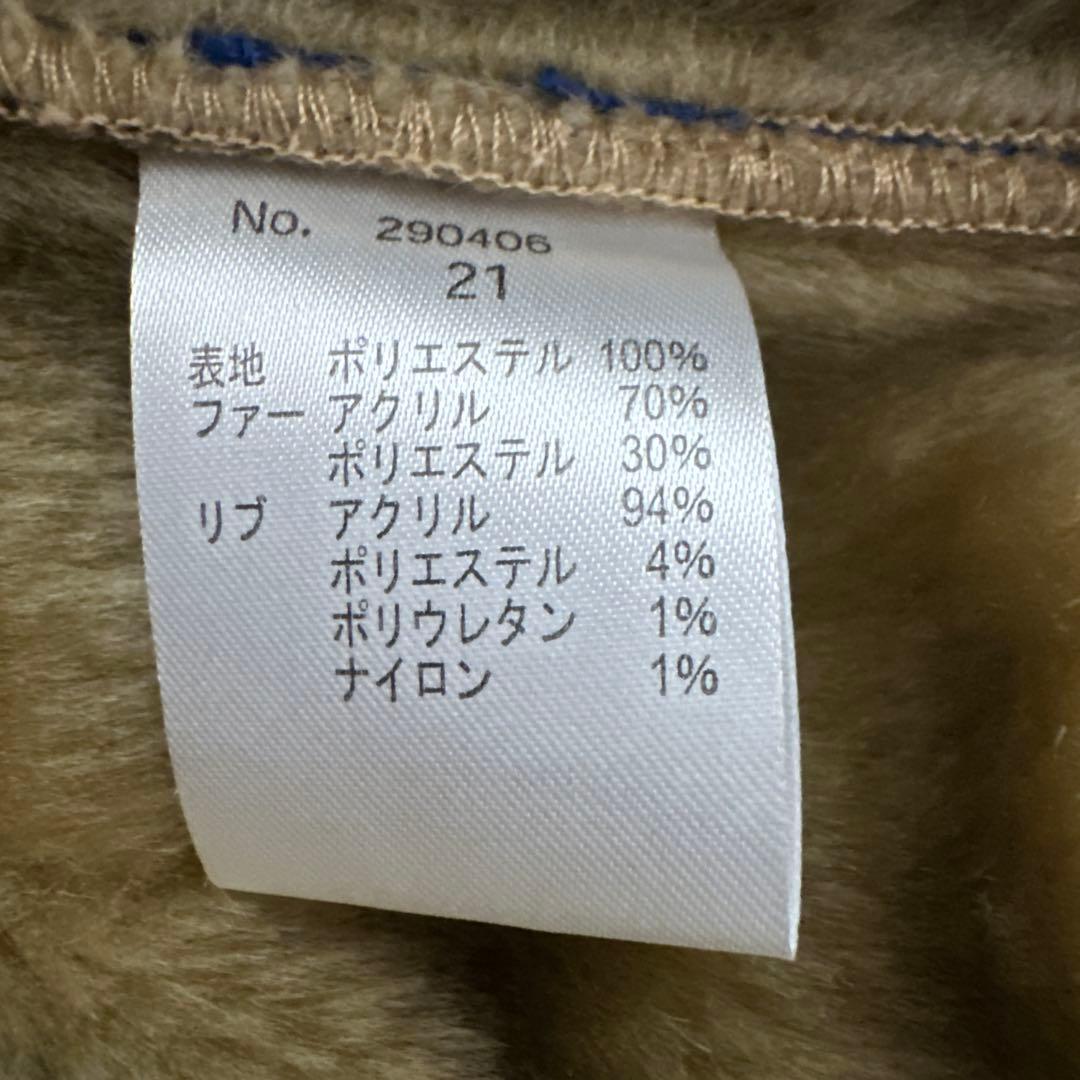 No. 290406
21
表地 ポリエステル 100%
ファー アクリル 70%
ポリエステル 30%
リブ アクリル 94%
ポリエステル 4%
ポリウレタン 1%
ナイロン 1%